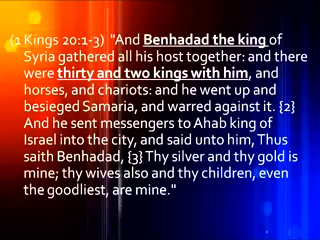 (1 Kings 20:1-3)  "And Benhadad the king of
Syria gathered all his host together: and there
were thirty and two kings with him, and
horses, and chariots: and he went up and
besieged Samaria, and warred against it. {2}
And he sent messengers to Ahab king of
Israel into the city, and said unto him, Thus
saith Benhadad, {3} Thy silver and thy gold is
mine; thy wives also and thy children, even
the goodliest, are mine."